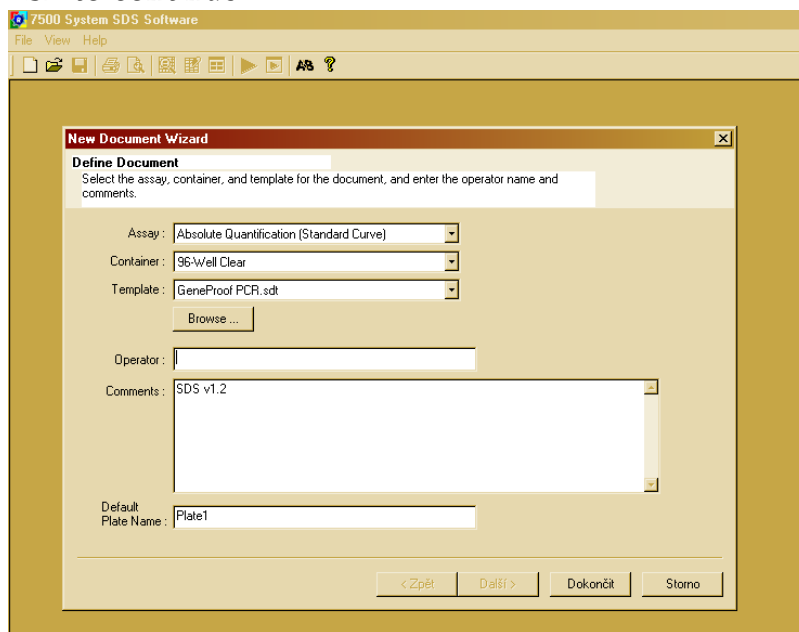 7500 System SDS Software
File View Help
New Document Wizard
Define Document
Select the assay, container, and template for the document, and enter the operator name and
comments.
Assay : Absolute Quantification (Standard Curve)
Container : 96-Well Clear
Template : GeneProof PCR.sdt
Browse ...
Operator :
Comments : SDS v1.2
Default
Plate Name : Plate1
< Zpět Další > Dokončit Storno